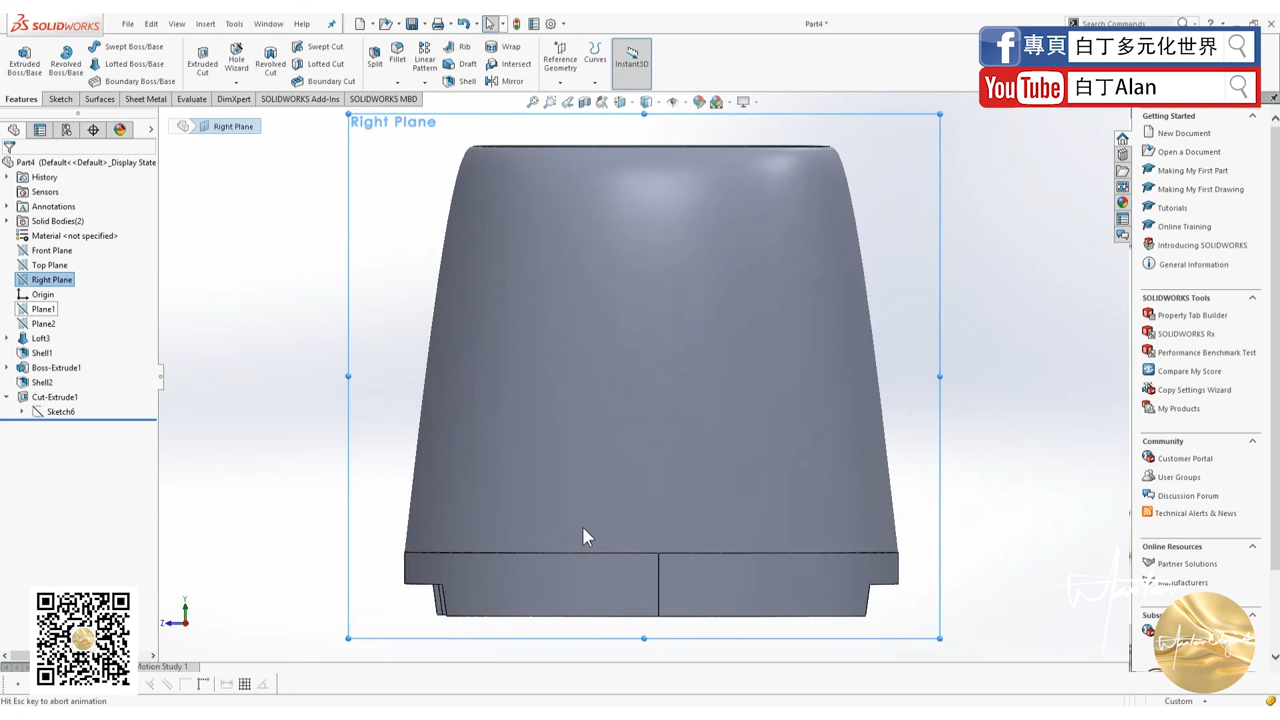 SOLIDWORKS
File Edit View Insert Tools Window Help
Part4 *
Search Commands
專頁 白丁多元化世界
YouTube 白丁Alan
Extruded Boss/Base
Revolved Boss/Base
Swept Boss/Base
Lofted Boss/Base
Boundary Boss/Base
Extruded Cut
Hole Wizard
Revolved Cut
Swept Cut
Lofted Cut
Boundary Cut
Split
Fillet
Linear Pattern
Rib
Draft
Shell
Wrap
Intersect
Mirror
Reference Geometry
Curves
Instant3D
Features Sketch Surfaces Sheet Metal Evaluate DimXpert SOLIDWORKS Add-Ins SOLIDWORKS MBD
Right Plane
Right Plane
Part4 (Default<<Default>_Display State
History
Sensors
Annotations
Solid Bodies(2)
Material <not specified>
Front Plane
Top Plane
Right Plane
Origin
Plane1
Plane2
Loft3
Shell1
Boss-Extrude1
Shell2
Cut-Extrude1
Sketch6
Y
Z
Motion Study 1
Hit Esc key to abort animation
Getting Started
New Document
Open a Document
Making My First Part
Making My First Drawing
Tutorials
Online Training
Introducing SOLIDWORKS
General Information
SOLIDWORKS Tools
Property Tab Builder
SOLIDWORKS Rx
Performance Benchmark Test
Compare My Score
Copy Settings Wizard
My Products
Community
Customer Portal
User Groups
Discussion Forum
Technical Alerts & News
Online Resources
Partner Solutions
Manufacturers
Custom